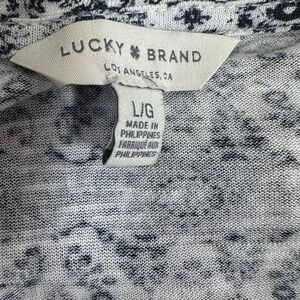 LUCKY BRAND
LOS ANGELES, CA
L/G
MADE IN
PHILIPPINES
FABRIQUÉ AUX
PHILIPPINES